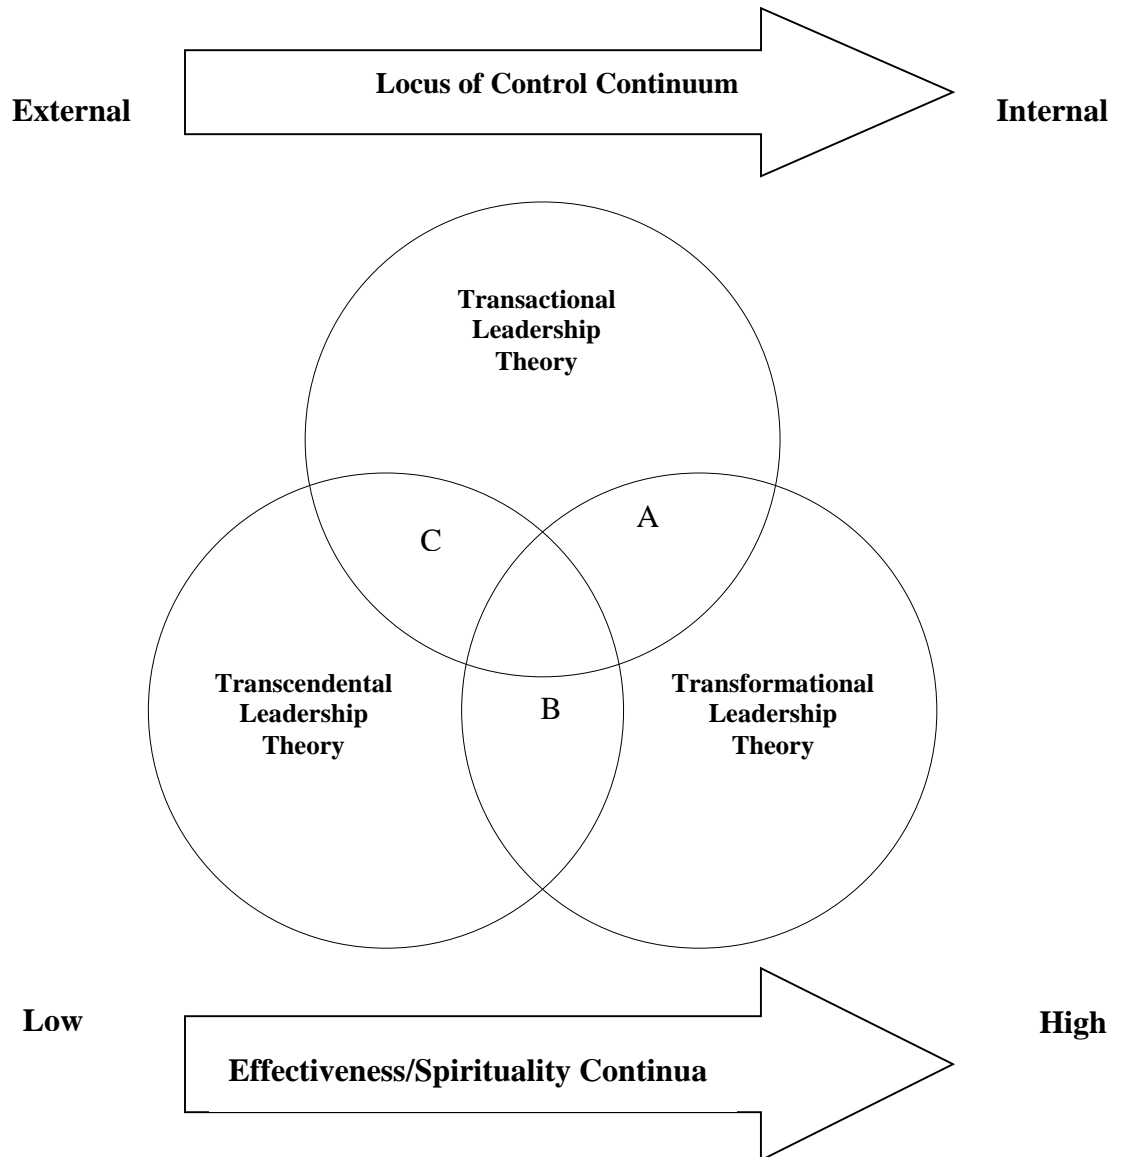 Locus of Control Continuum
External
Internal
Transactional
Leadership
Theory
A
C
Transcendental
Leadership
Theory
B
Transformational
Leadership
Theory
Low
High
Effectiveness/Spirituality Continua